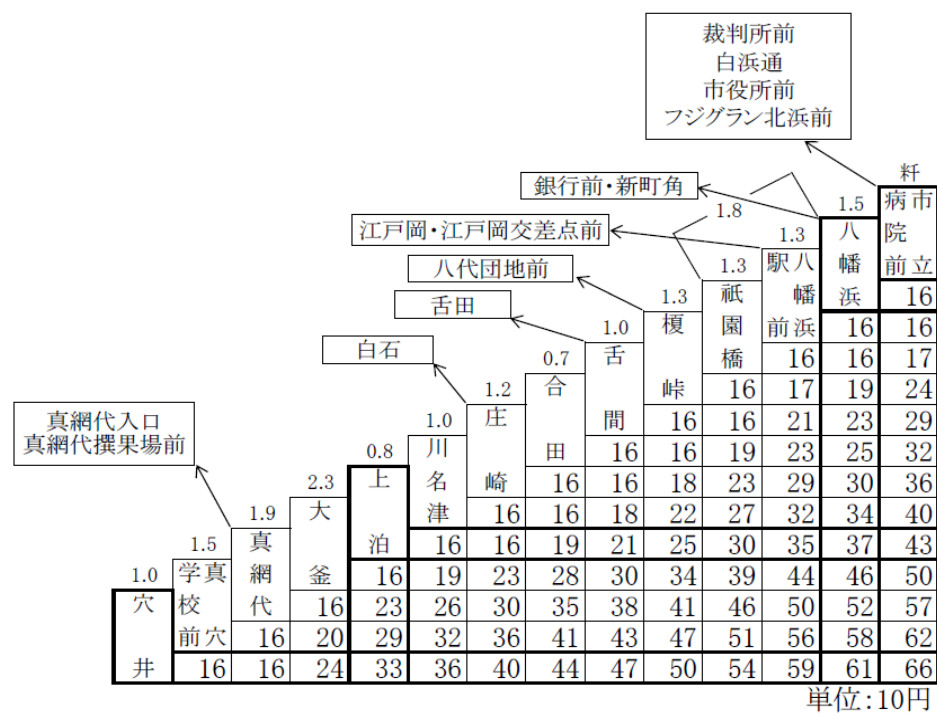 裁判所前
白浜通
市役所前
フジグラン北浜前
粁
市立病院前
銀行前・新町角
1.5
八幡浜
1.8
江戸岡・江戸岡交差点前
1.3
八幡浜駅前
八代団地前
1.3
祇園橋
舌田
1.3
榎峠
白石
1.0
舌間
0.7
合田
1.2
庄崎
真網代入口
真網代撰果場前
1.0
川名津
0.8
上泊
2.3
大釜
1.9
真網代
1.5
真穴学校前
1.0
穴井
16
16 16
16 16 17
16 17 19 24
16 16 21 23 29
16 16 19 23 25 32
16 16 18 23 29 30 36
16 16 18 22 27 32 34 40
16 16 19 21 25 30 35 37 43
16 19 23 28 30 34 39 44 46 50
16 23 26 30 35 38 41 46 50 52 57
16 20 29 32 36 41 43 47 51 56 58 62
16 16 24 33 36 40 44 47 50 54 59 61 66
単位:10円